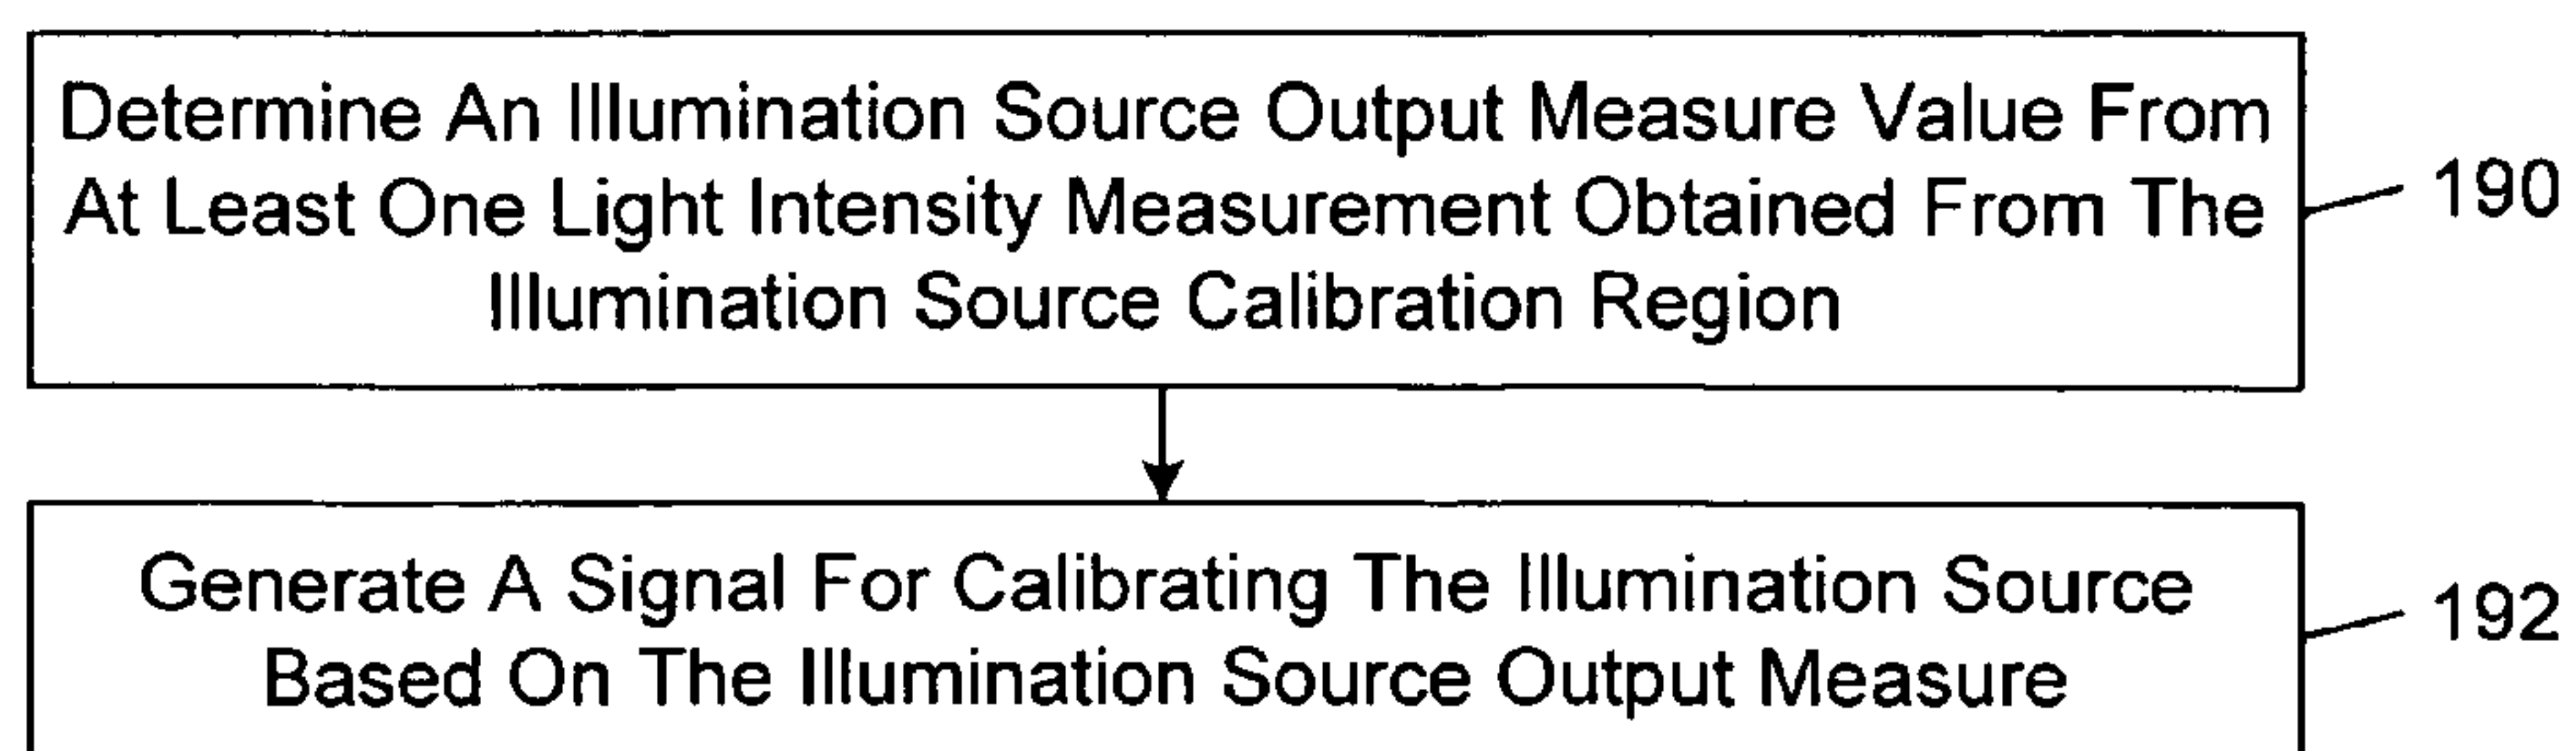 Determine An Illumination Source Output Measure Value From
At Least One Light Intensity Measurement Obtained From The
Illumination Source Calibration Region
190
Generate A Signal For Calibrating The Illumination Source
Based On The Illumination Source Output Measure
192